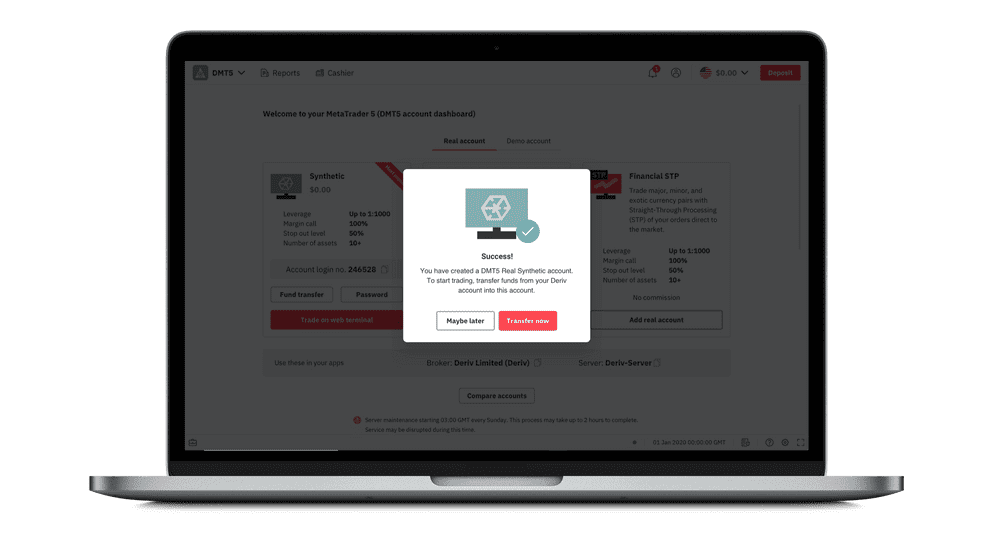 DMT5 Reports Cashier $0.00 Deposit
Welcome to your MetaTrader 5 (DMT5 account dashboard)
Real account Demo account
Synthetic
$0.00
Leverage Up to 1:1000
Margin call 100%
Stop out level 50%
Number of assets 10+
Account login no. 246528
Fund transfer Password
Trade on web terminal
Success!
You have created a DMT5 Real Synthetic account.
To start trading, transfer funds from your Deriv
account into this account.
Maybe later Transfer now
STP
Financial STP
Trade major, minor, and
exotic currency pairs with
Straight-Through Processing
(STP) of your orders direct to
the market.
Leverage Up to 1:1000
Margin call 100%
Stop out level 50%
Number of assets 10+
No commission
Add real account
Use these in your apps Broker: Deriv Limited (Deriv) Server: Deriv-Server
Compare accounts
Server maintenance starting 01:00 GMT every Sunday. This process may take up to 2 hours to complete.
Service may be disrupted during this time.
01 Jan 2020 00:00:00 GMT